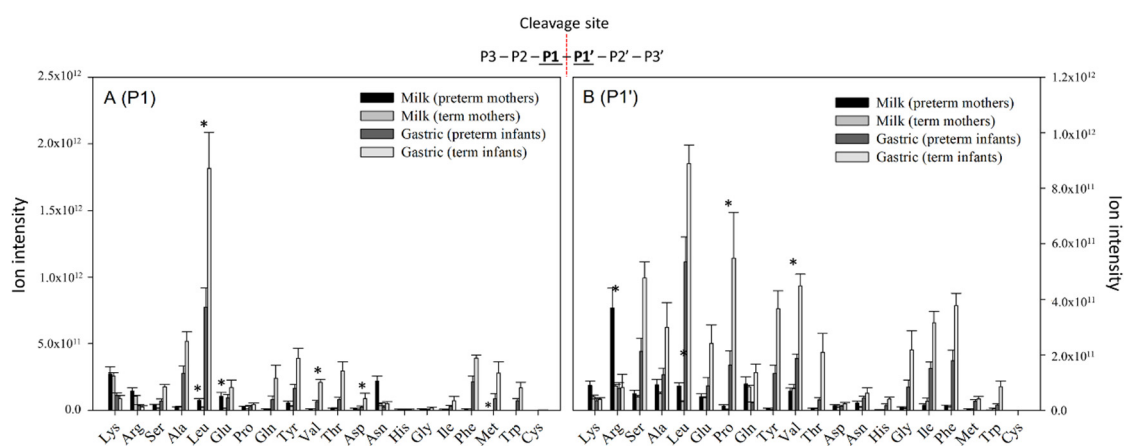 Cleavage site
P3 – P2 – P1 – P1’ – P2’ – P3’
A (P1)
Milk (preterm mothers)
Milk (term mothers)
Gastric (preterm infants)
Gastric (term infants)
*
*
*
*
*
*
Ion intensity
2.5x10¹²
2.0x10¹²
1.5x10¹²
1.0x10¹²
5.0x10¹¹
0.0
Lys Arg Ser Ala Leu Glu Pro Gln Tyr Val Thr Asp Asn His Gly Ile Phe Met Trp Cys
B (P1')
Milk (preterm mothers)
Milk (term mothers)
Gastric (preterm infants)
Gastric (term infants)
*
*
*
*
Ion intensity
1.2x10¹²
1.0x10¹²
8.0x10¹¹
6.0x10¹¹
4.0x10¹¹
2.0x10¹¹
0.0
Lys Arg Ser Ala Leu Glu Pro Gln Tyr Val Thr Asp Asn His Gly Ile Phe Met Trp Cys